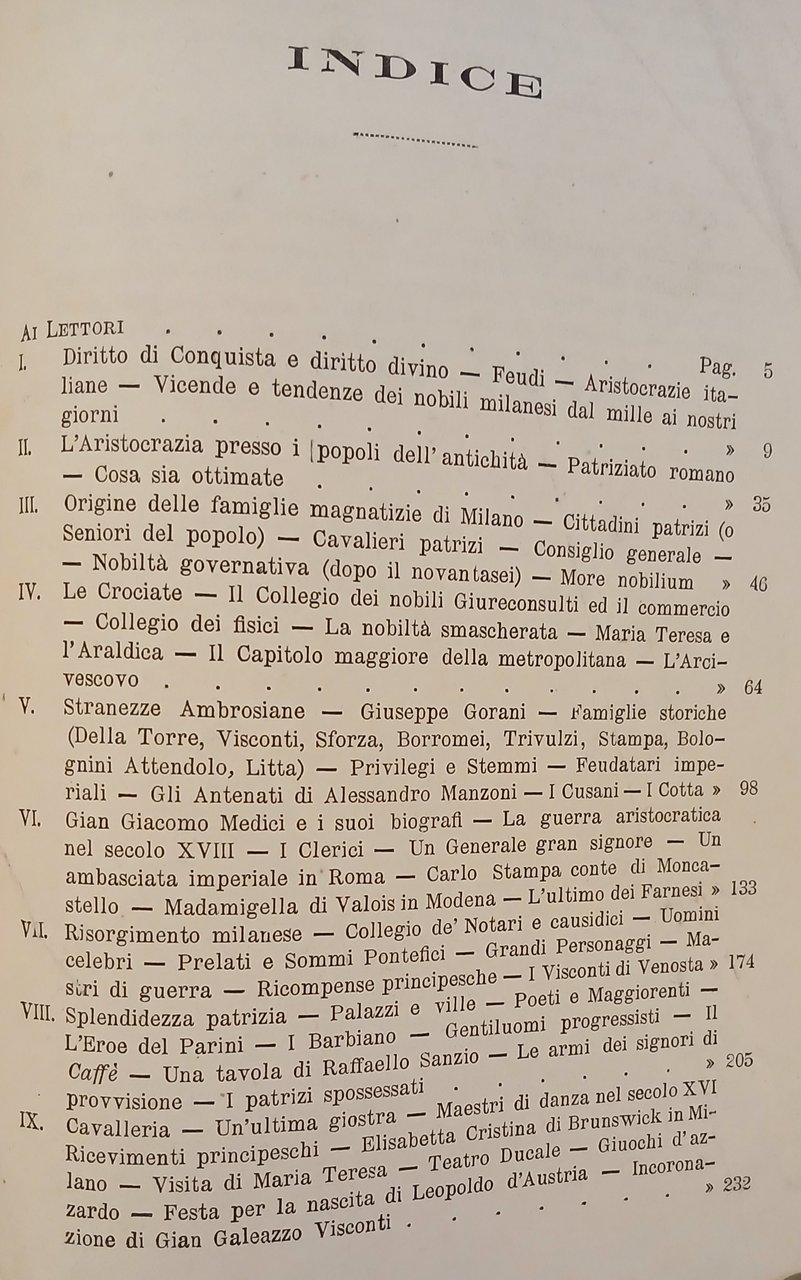 INDICE
AI LETTORI . . . . . . . . . . Pag. 5
I. Diritto di Conquista e diritto divino — Feudi — Aristocrazie ita-
liane — Vicende e tendenze dei nobili milanesi dal mille ai nostri
giorni . . . . . . . . . . . » 9
II. L'Aristocrazia presso i popoli dell'antichità — Patriziato romano
— Cosa sia ottimate . . . . . . . . » 35
III. Origine delle famiglie magnatizie di Milano — Cittadini patrizi (o
Seniori del popolo) — Cavalieri patrizi — Consiglio generale —
— Nobiltà governativa (dopo il novantasei) — More nobilium » 46
IV. Le Crociate — Il Collegio dei nobili Giureconsulti ed il commercio
— Collegio dei fisici — La nobiltà smascherata — Maria Teresa e
l'Araldica — Il Capitolo maggiore della metropolitana — L'Arci-
vescovo . . . . . . . . . . . » 64
V. Stranezze Ambrosiane — Giuseppe Gorani — Famiglie storiche
(Della Torre, Visconti, Sforza, Borromei, Trivulzi, Stampa, Bolo-
gnini Attendolo, Litta) — Privilegi e Stemmi — Feudatari impe-
riali — Gli Antenati di Alessandro Manzoni — I Cusani — I Cotta » 98
VI. Gian Giacomo Medici e i suoi biografi — La guerra aristocratica
nel secolo XVIII — I Clerici — Un Generale gran signore — Un
ambasciata imperiale in Roma — Carlo Stampa conte di Monca-
stello — Madamigella di Valois in Modena — L'ultimo dei Farnesi » 133
VII. Risorgimento milanese — Collegio de' Notari e causidici — Uomini
celebri — Prelati e Sommi Pontefici — Grandi Personaggi — Ma-
stri di guerra — Ricompense principesche — I Visconti di Venosta » 174
VIII. Splendidezza patrizia — Palazzi e ville — Poeti e Maggiorenti —
L'Eroe del Parini — I Barbiano — Gentiluomi progressisti — Il
Caffè — Una tavola di Raffaello Sanzio — Le armi dei signori di
provvisione — I patrizi spossessati . . . . . . » 205
IX. Cavalleria — Un'ultima giostra — Maestri di danza nel secolo XVI
Ricevimenti principeschi — Elisabetta Cristina di Brunswick in Mi-
lano — Visita di Maria Teresa — Teatro Ducale — Giuochi d'az-
zardo — Festa per la nascita di Leopoldo d'Austria — Incorona-
zione di Gian Galeazzo Visconti . . . . . . . » 232